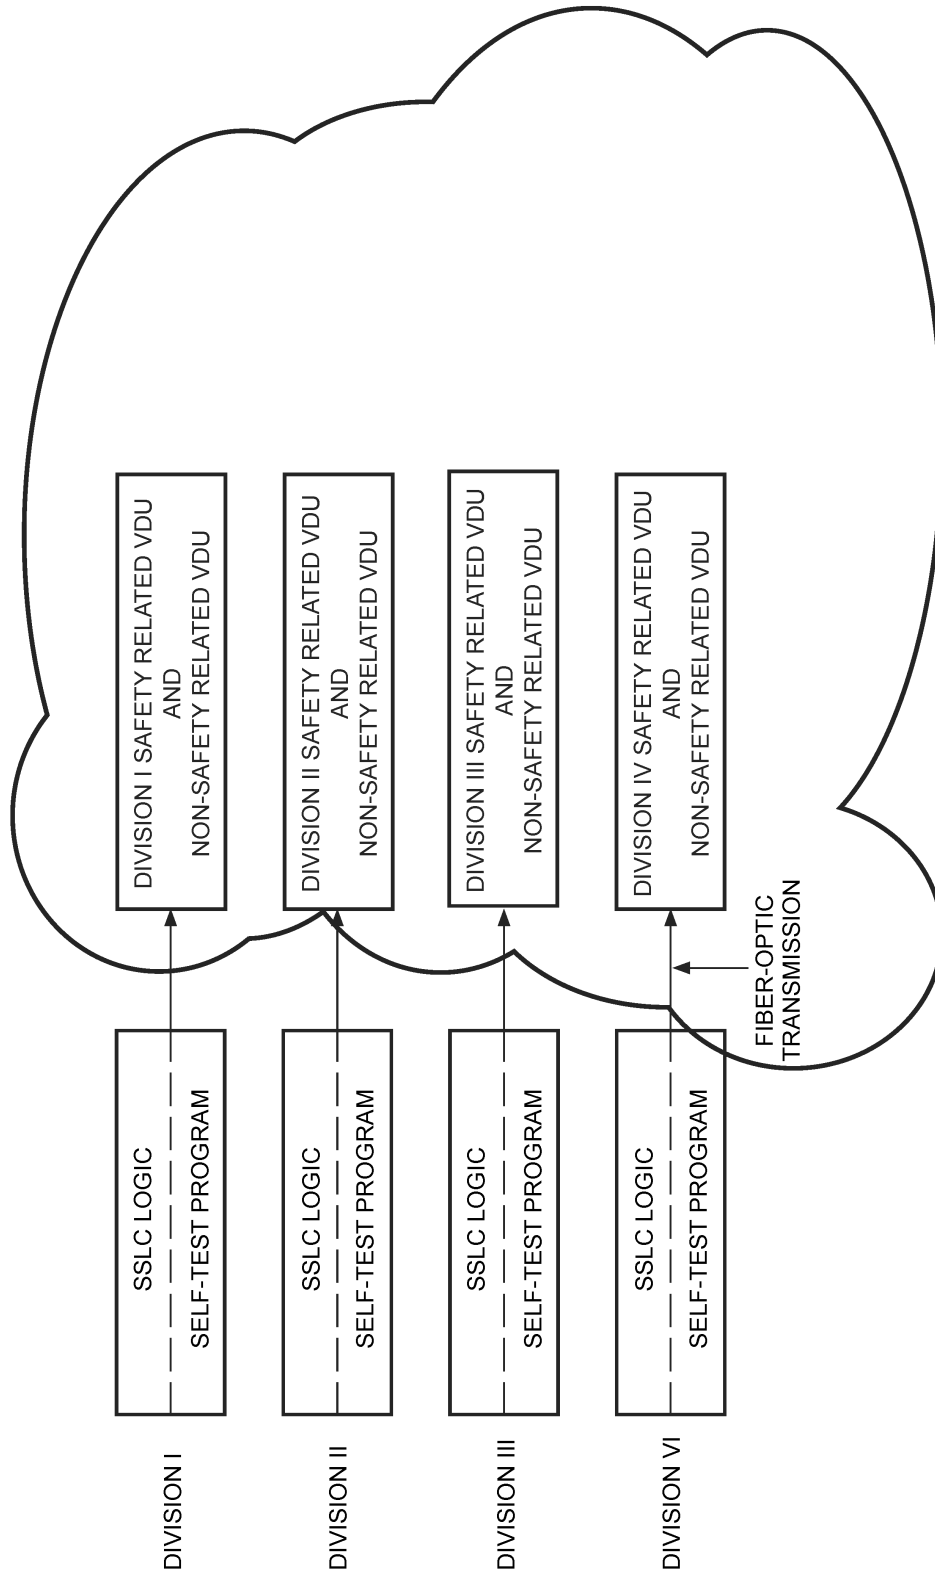 DIVISION I
SSLC LOGIC
SELF-TEST PROGRAM
DIVISION I SAFETY RELATED VDU
AND
NON-SAFETY RELATED VDU
DIVISION II
SSLC LOGIC
SELF-TEST PROGRAM
DIVISION II SAFETY RELATED VDU
AND
NON-SAFETY RELATED VDU
DIVISION III
SSLC LOGIC
SELF-TEST PROGRAM
DIVISION III SAFETY RELATED VDU
AND
NON-SAFETY RELATED VDU
DIVISION VI
SSLC LOGIC
SELF-TEST PROGRAM
DIVISION IV SAFETY RELATED VDU
AND
NON-SAFETY RELATED VDU
FIBER-OPTIC
TRANSMISSION